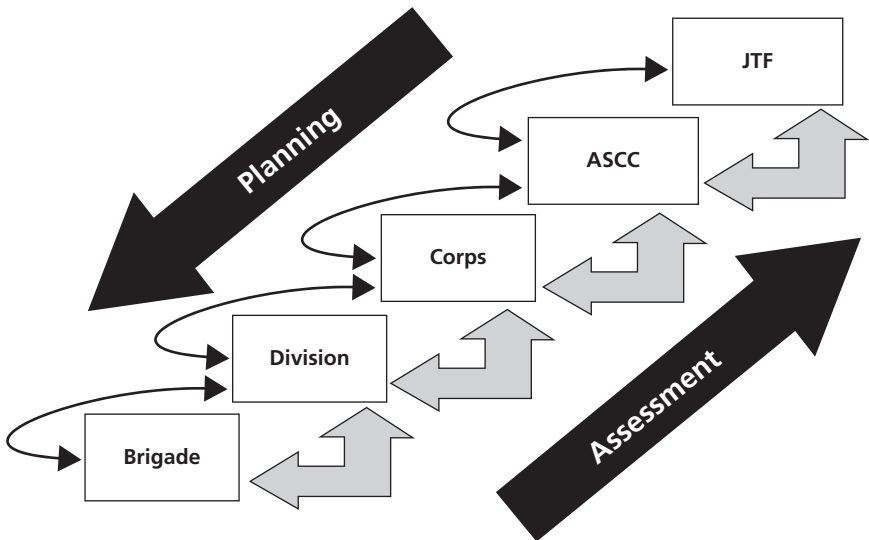 JTF
Planning
ASCC
Corps
Division
Assessment
Brigade